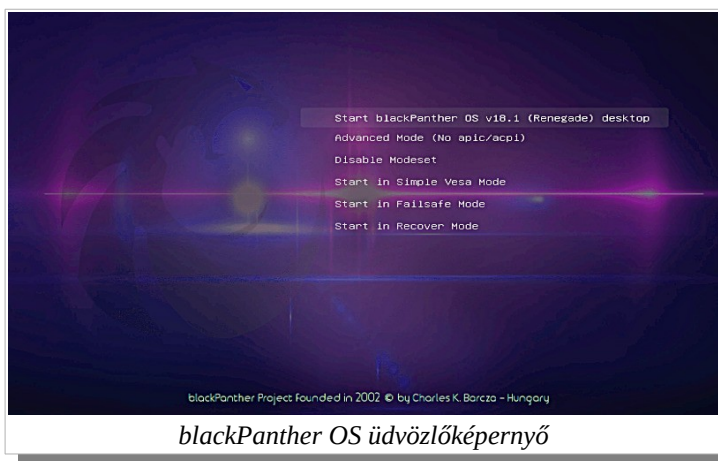 Start blackPanther OS v18.1 (Renegade) desktop
Advanced Mode (No apic/acpi)
Disable Modeset
Start in Simple Vesa Mode
Start in Failsafe Mode
Start in Recover Mode
blackPanther Project founded in 2002 © by Charles K. Barcza - Hungary
blackPanther OS üdvözlőképernyő